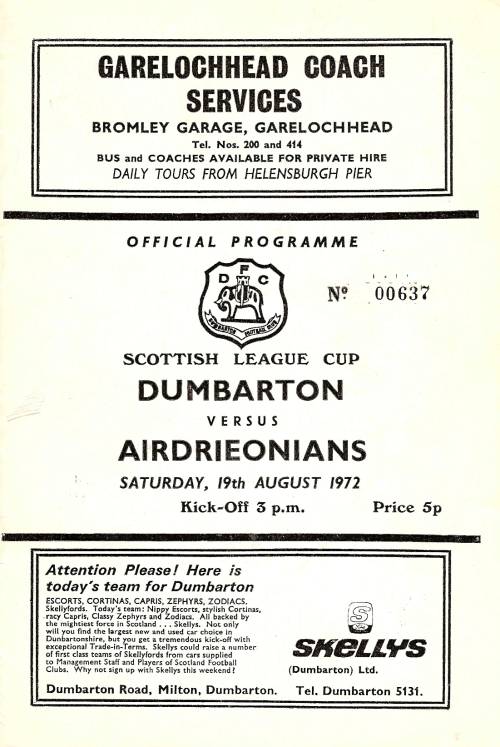 GARELOCHHEAD COACH
SERVICES
BROMLEY GARAGE, GARELOCHHEAD
Tel. Nos. 200 and 414
BUS and COACHES AVAILABLE FOR PRIVATE HIRE
DAILY TOURS FROM HELENSBURGH PIER
OFFICIAL PROGRAMME
D F C
DUMBARTON FOOTBALL CLUB
Nº 00637
SCOTTISH LEAGUE CUP
DUMBARTON
VERSUS
AIRDRIEONIANS
SATURDAY, 19th AUGUST 1972
Kick-Off 3 p.m. Price 5p
Attention Please! Here is
today's team for Dumbarton
ESCORTS, CORTINAS, CAPRIS, ZEPHYRS, ZODIACS.
Skellyfords. Today's team: Nippy Escorts, stylish Cortinas,
racy Capris, Classy Zephyrs and Zodiacs. All backed by
the mightiest force in Scotland . . . Skellys. Not only
will you find the largest new and used car choice in
Dunbartonshire, but you get a tremendous kick-off with
exceptional Trade-in-Terms. Skellys could raise a number
of first class teams of Skellyfords from cars supplied
to Management Staff and Players of Scotland Football
Clubs. Why not sign up with Skellys this weekend?
S
SKELLYS
(Dumbarton) Ltd.
Dumbarton Road, Milton, Dumbarton. Tel. Dumbarton 5131.